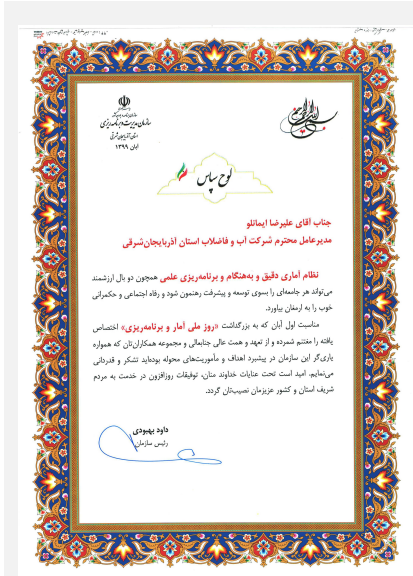 بسم الله الرحمن الرحیم
سازمان مدیریت و برنامه‌ریزی
استان آذربایجان شرقی
آبان ۱۳۹۹
لوح سپاس
جناب آقای علیرضا ایمانلو
مدیرعامل محترم شرکت آب و فاضلاب استان آذربایجان‌شرقی
نظام آماری دقیق و به‌هنگام و برنامه‌ریزی علمی همچون دو بال ارزشمند
می‌تواند هر جامعه‌ای را بسوی توسعه و پیشرفت رهنمون شود و رفاه اجتماعی و حکمرانی
خوب را به ارمغان بیاورد.
مناسبت اول آبان که به بزرگداشت «روز ملی آمار و برنامه‌ریزی» اختصاص
یافته را مغتنم شمرده و از تعهد و همت عالی جنابعالی و مجموعه همکاران‌تان که همواره
یاری‌گر این سازمان در پیشبرد اهداف و مأموریت‌های محوله بوده‌اید تشکر و قدردانی
می‌نمایم. امید است تحت عنایات خداوند منان، توفیقات روزافزون در خدمت به مردم
شریف استان و کشور عزیزمان نصیب‌تان گردد.
داود بهبودی
رئیس سازمان